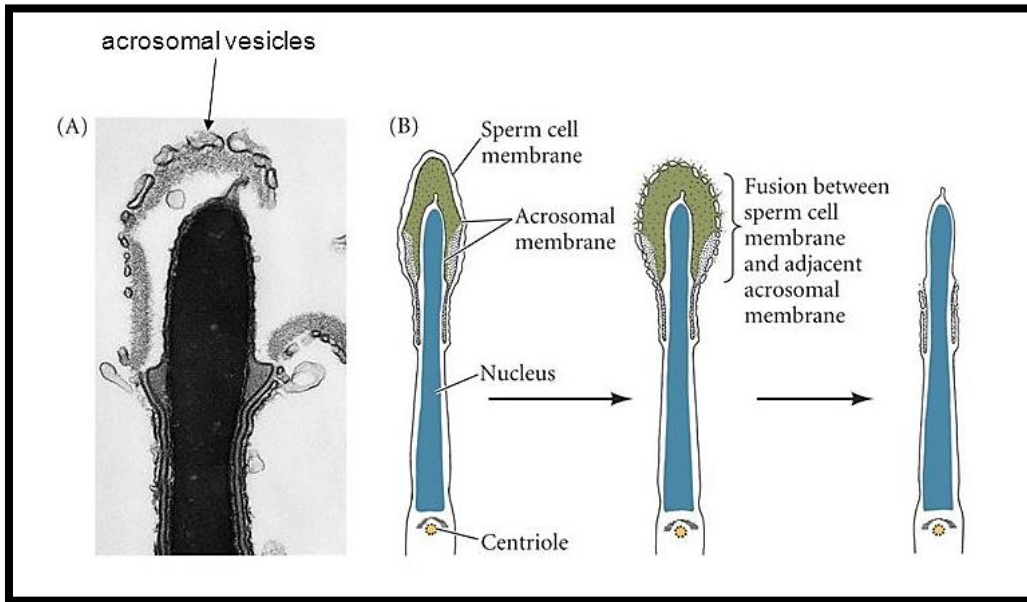 acrosomal vesicles
(A)
(B)
Sperm cell
membrane
Acrosomal
membrane
Nucleus
Centriole
Fusion between
sperm cell
membrane
and adjacent
acrosomal
membrane